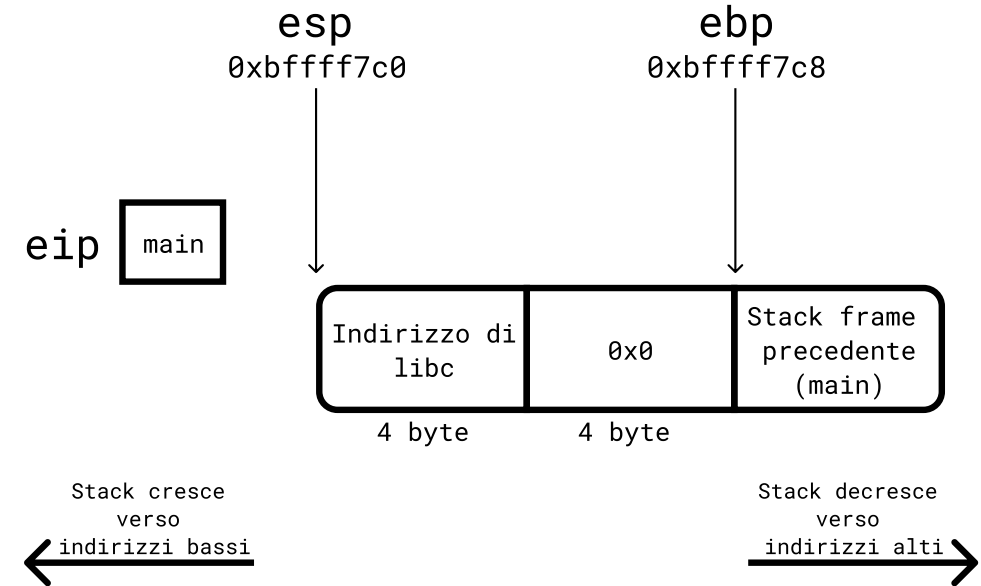 esp
0xbffff7c0
ebp
0xbffff7c8
eip
main
Indirizzo di
libc
0x0
Stack frame
precedente
(main)
4 byte
4 byte
Stack cresce
verso
indirizzi bassi
Stack decresce
verso
indirizzi alti